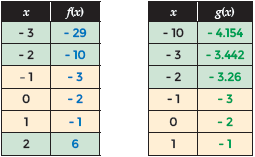 x f(x)
- 3 - 29
- 2 - 10
- 1 - 3
0 - 2
1 - 1
2 6
x g(x)
- 10 - 4.154
- 3 - 3.442
- 2 - 3.26
- 1 - 3
0 - 2
1 - 1